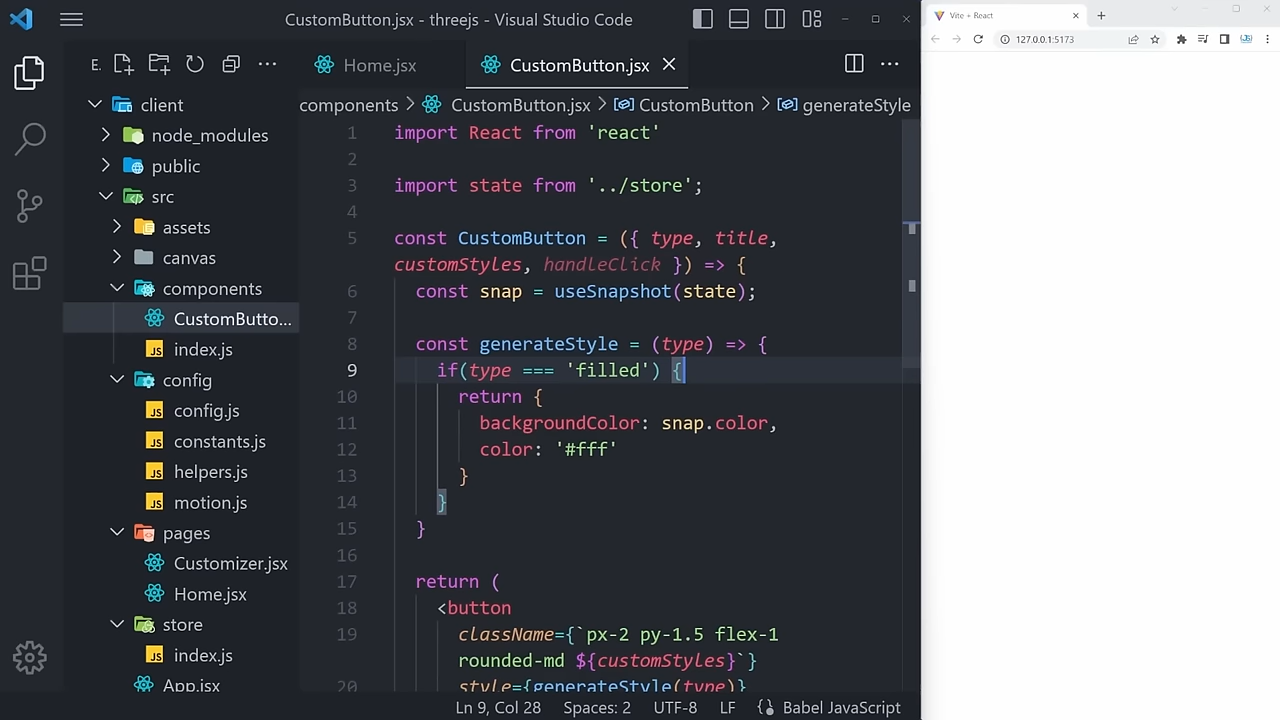 CustomButton.jsx - threejs - Visual Studio Code
E.
Home.jsx
CustomButton.jsx
components > CustomButton.jsx > CustomButton > generateStyle
client
node_modules
public
src
assets
canvas
components
CustomButto...
index.js
config
config.js
constants.js
helpers.js
motion.js
pages
Customizer.jsx
Home.jsx
store
index.js
App.jsx
1 import React from 'react'
2
3 import state from '../store';
4
5 const CustomButton = ({ type, title,
customStyles, handleClick }) => {
6 const snap = useSnapshot(state);
7
8 const generateStyle = (type) => {
9 if(type === 'filled') {
10 return {
11 backgroundColor: snap.color,
12 color: '#fff'
13 }
14 }
15 }
16
17 return (
18 <button
19 className={`px-2 py-1.5 flex-1
rounded-md ${customStyles}`}
20 style={generateStyle(type)}
Ln 9, Col 28 Spaces: 2 UTF-8 LF Babel JavaScript
Vite + React
127.0.0.1:5173